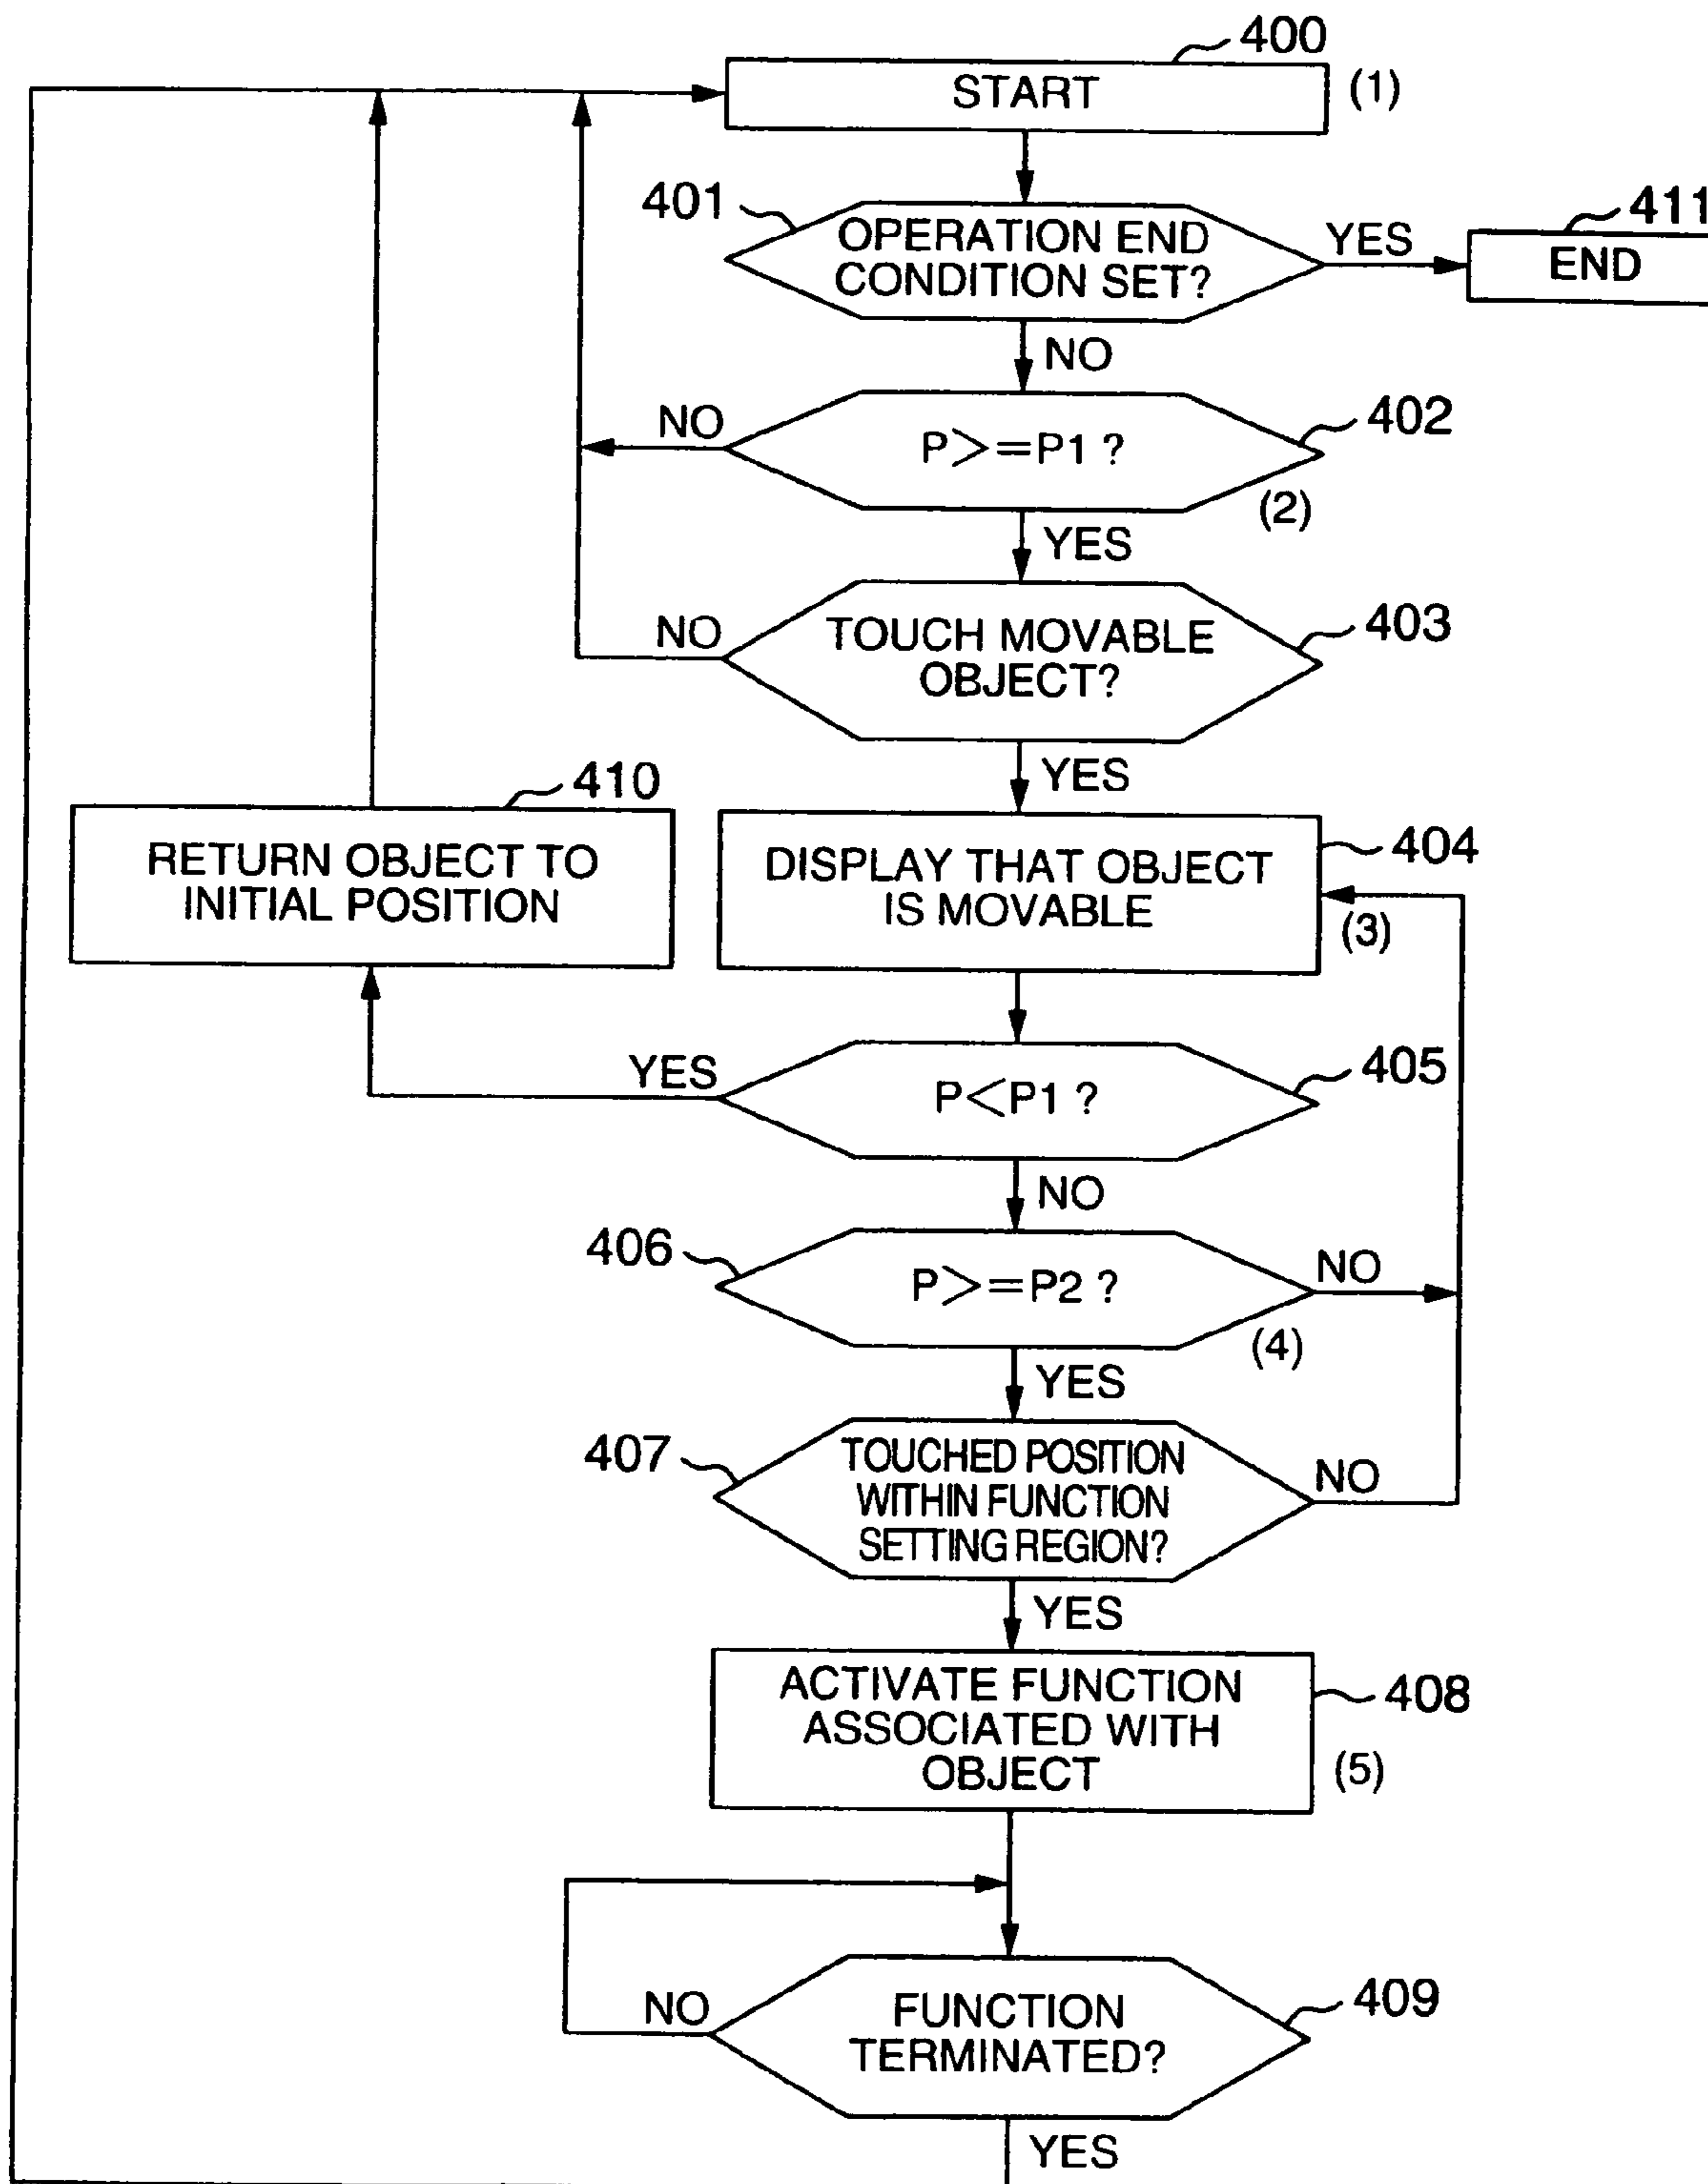 400
START
(1)
401
OPERATION END
CONDITION SET?
YES
411
END
NO
402
P>=P1 ?
NO
(2)
YES
403
TOUCH MOVABLE
OBJECT?
NO
YES
410
RETURN OBJECT TO
INITIAL POSITION
404
DISPLAY THAT OBJECT
IS MOVABLE
(3)
405
P<P1 ?
YES
NO
406
P>=P2 ?
NO
(4)
YES
407
TOUCHED POSITION
WITHIN FUNCTION
SETTING REGION?
NO
YES
408
ACTIVATE FUNCTION
ASSOCIATED WITH
OBJECT
(5)
409
FUNCTION
TERMINATED?
NO
YES